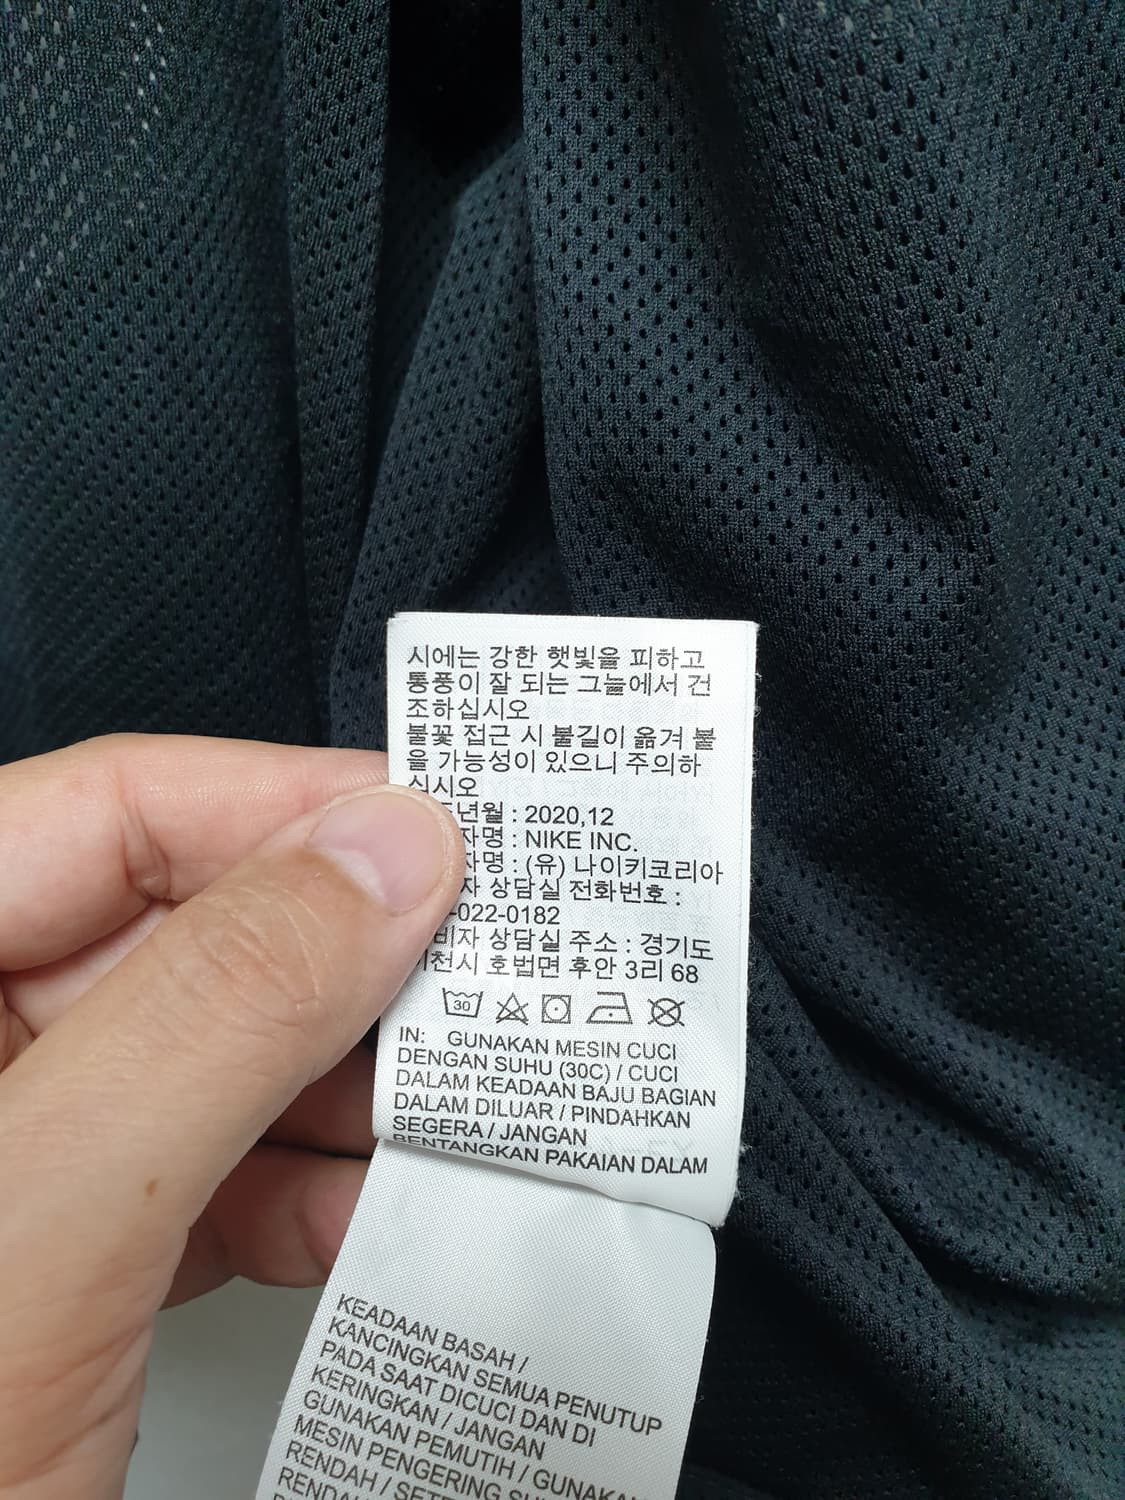 시에는 강한 햇빛을 피하고
통풍이 잘 되는 그늘에서 건
조하십시오
불꽃 접근 시 불길이 옮겨 붙
을 가능성이 있으니 주의하
십시오
년월 : 2020,12
자명 : NIKE INC.
자명 : (유) 나이키코리아
자 상담실 전화번호 :
-022-0182
비자 상담실 주소 : 경기도
이천시 호법면 후안 3리 68
30
IN: GUNAKAN MESIN CUCI
DENGAN SUHU (30C) / CUCI
DALAM KEADAAN BAJU BAGIAN
DALAM DILUAR / PINDAHKAN
SEGERA / JANGAN
BENTANGKAN PAKAIAN DALAM
KEADAAN BASAH /
KANCINGKAN SEMUA PENUTUP
PADA SAAT DICUCI DAN DI
KERINGKAN / JANGAN
GUNAKAN PEMUTIH / GUNAKAN
MESIN PENGERING
RENDAH